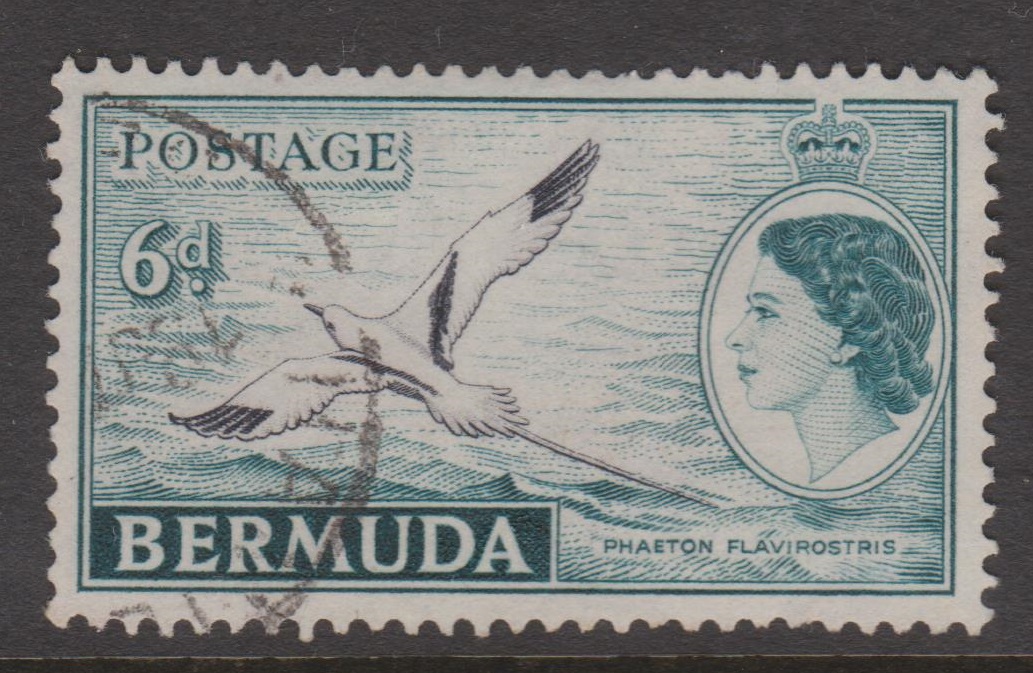 POSTAGE
6d
BERMUDA
PHAETON FLAVIROSTRIS